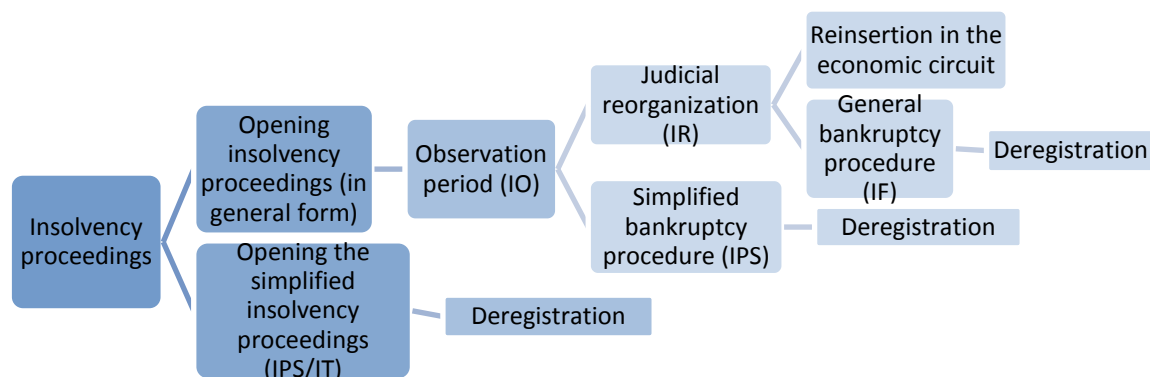 Insolvency
proceedings
Opening
insolvency
proceedings (in
general form)
Opening the
simplified
insolvency
proceedings
(IPS/IT)
Observation
period (IO)
Deregistration
Judicial
reorganization
(IR)
Simplified
bankruptcy
procedure (IPS)
Reinsertion in the
economic circuit
General
bankruptcy
procedure
(IF)
Deregistration
Deregistration